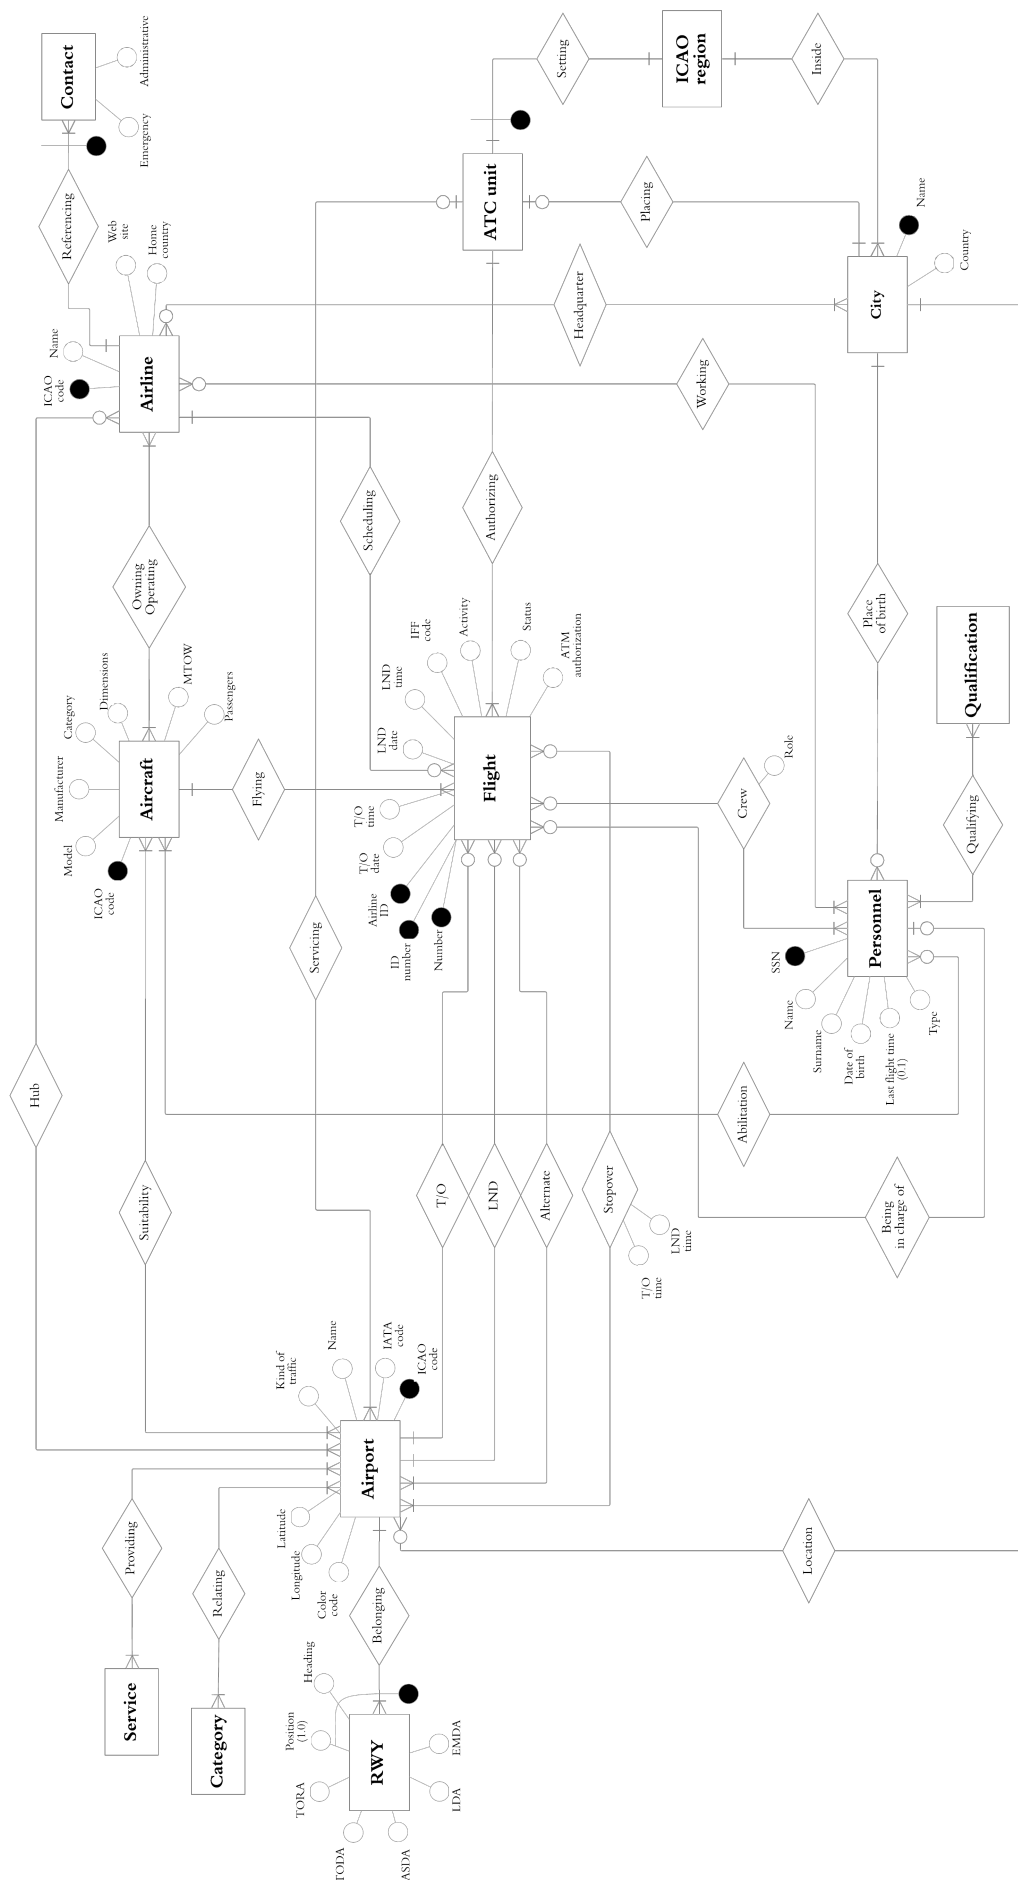 Contact
Administrative
Emergency
Referencing
Web
site
Home
country
Name
ICAO
code
Airline
Setting
ICAO
region
Inside
ATC unit
Placing
Name
Country
City
Headquarter
Working
Scheduling
Authorizing
Owning
Operating
Place
of birth
Qualification
Qualifying
Category
Dimensions
MTOW
Passengers
Manufacturer
Model
ICAO
code
Aircraft
Flying
IFF
code
Activity
Status
ATM
authorization
LND
time
LND
date
T/O
time
T/O
date
Airline
ID
ID
number
Number
Flight
Crew
Role
Servicing
Personnel
SSN
Name
Surname
Date of
birth
Last flight time
(0.1)
Type
Hub
Suitability
Abilitation
T/O
LND
Alternate
Stopover
LND
time
T/O
time
Being
in charge of
Kind of
traffic
Name
IATA
code
ICAO
code
Airport
Latitude
Longitude
Color
code
Providing
Relating
Belonging
Location
Service
Category
Heading
Position
(1.0)
TORA
TODA
ASDA
LDA
EMDA
RWY